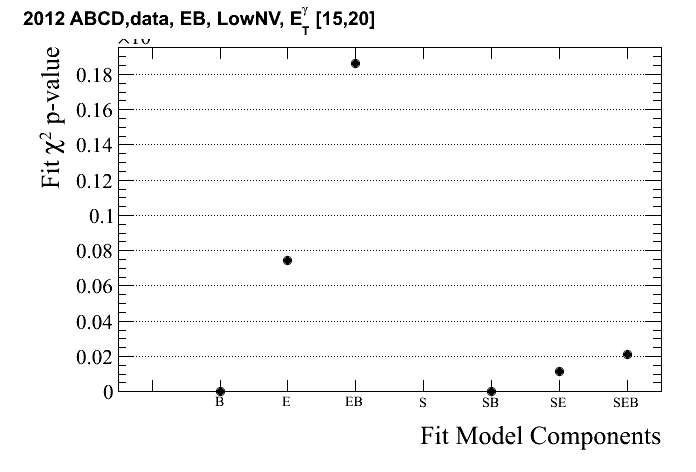 2012 ABCD,data, EB, LowNV, E_T^γ [15,20]
Fit χ² p-value
0.18
0.16
0.14
0.12
0.1
0.08
0.06
0.04
0.02
0
B E EB S SB SE SEB
Fit Model Components